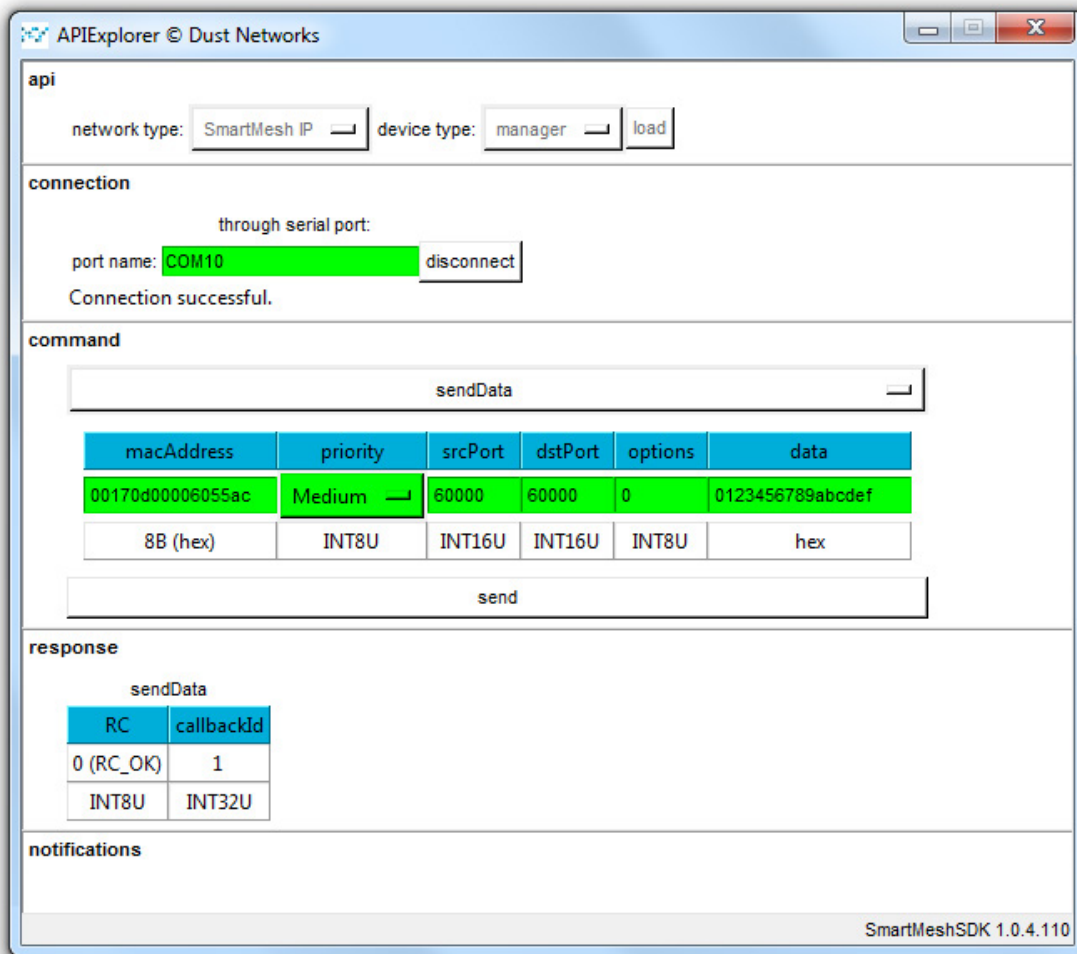 APIExplorer © Dust Networks
api
network type: SmartMesh IP device type: manager load
connection
through serial port:
port name: COM10 disconnect
Connection successful.
command
sendData
macAddress priority srcPort dstPort options data
00170d00006055ac Medium 60000 60000 0 0123456789abcdef
8B (hex) INT8U INT16U INT16U INT8U hex
send
response
sendData
RC callbackId
0 (RC_OK) 1
INT8U INT32U
notifications
SmartMeshSDK 1.0.4.110